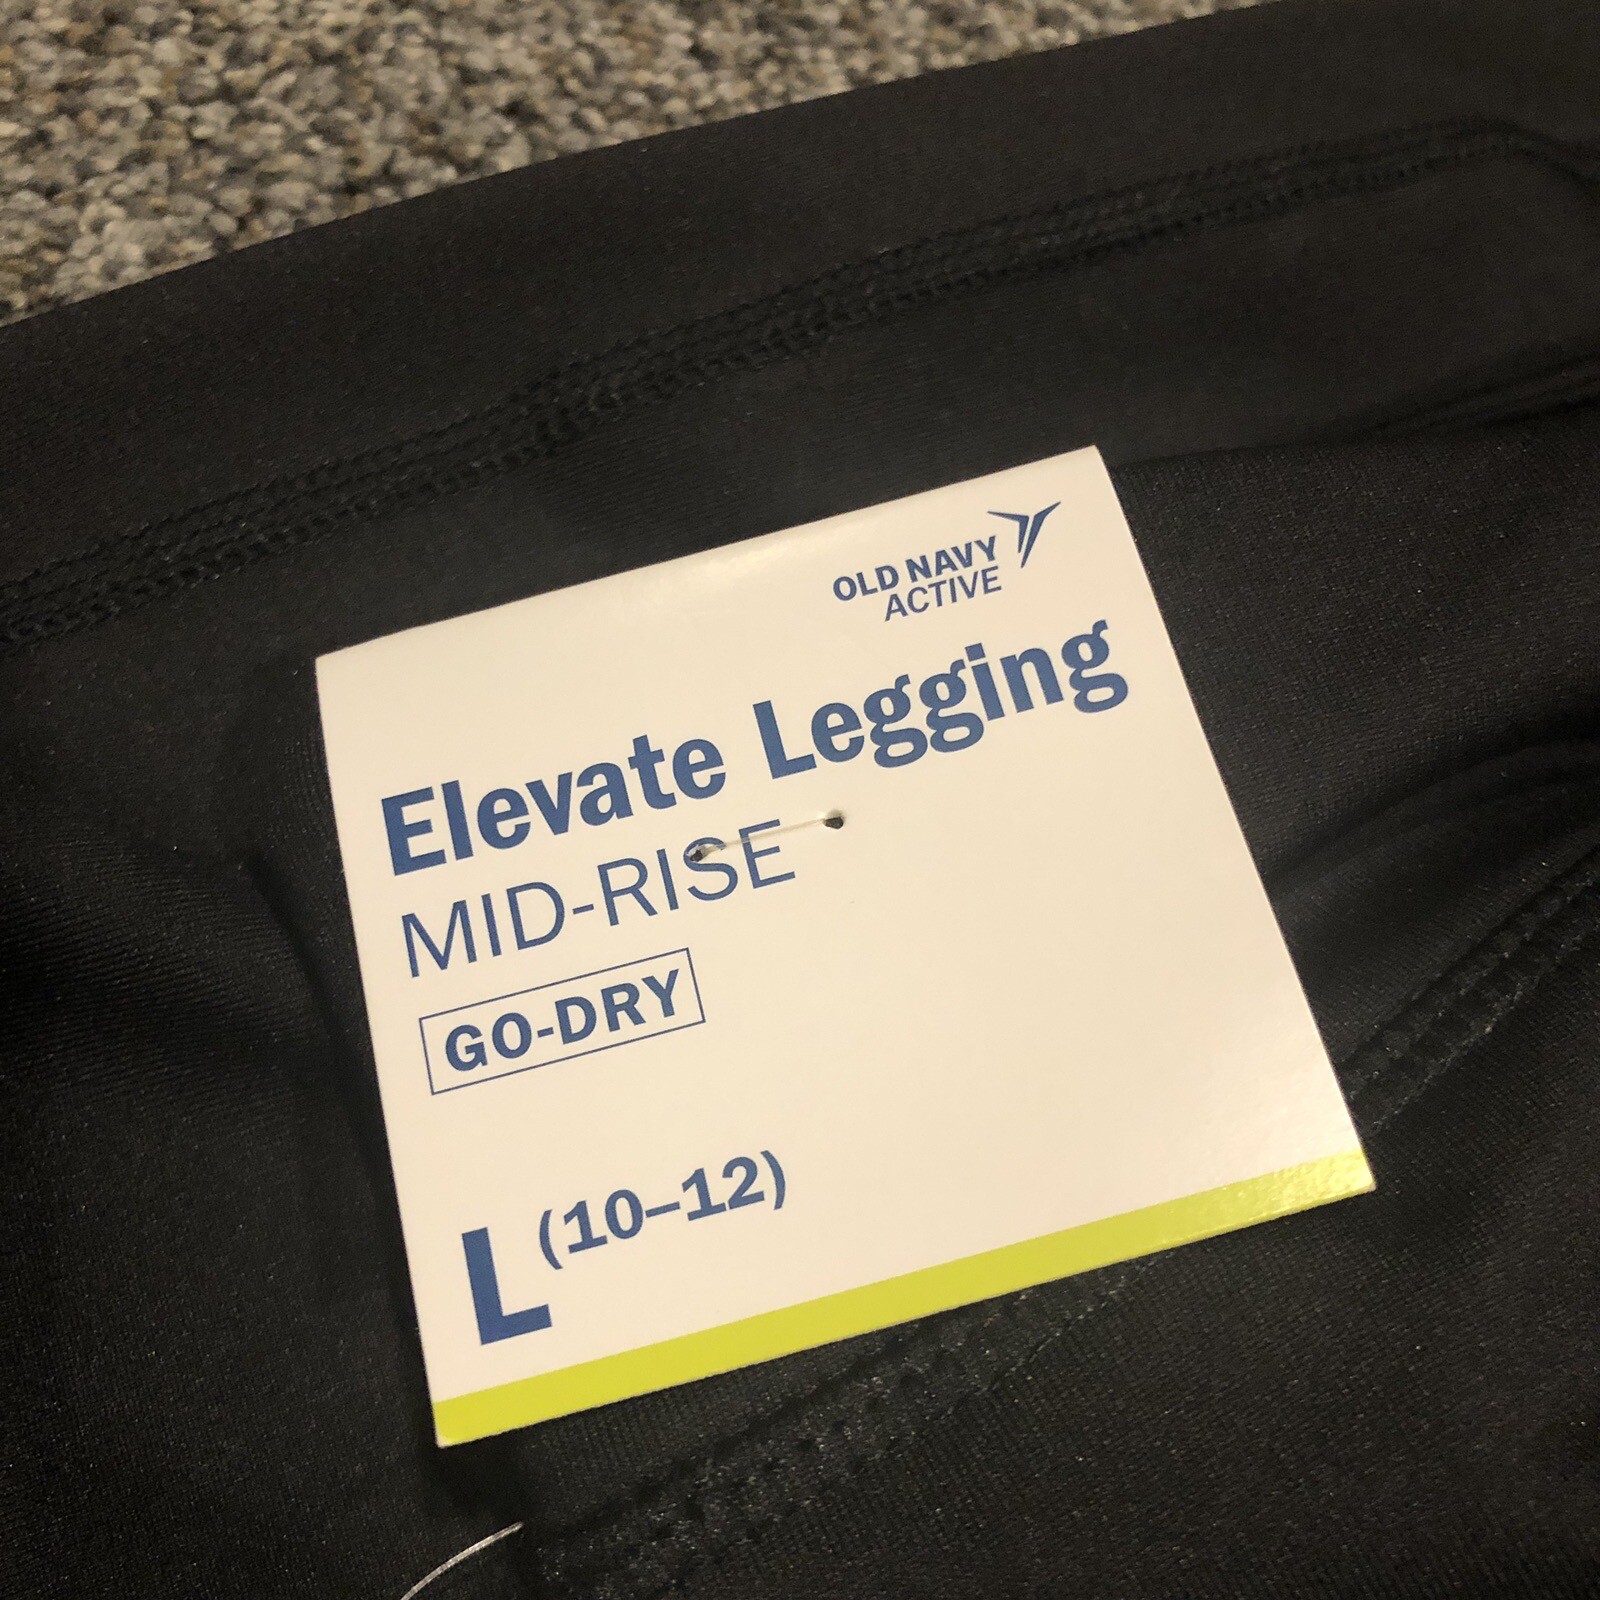 OLD NAVY
ACTIVE
Elevate Legging
MID-RISE
GO-DRY
L (10–12)